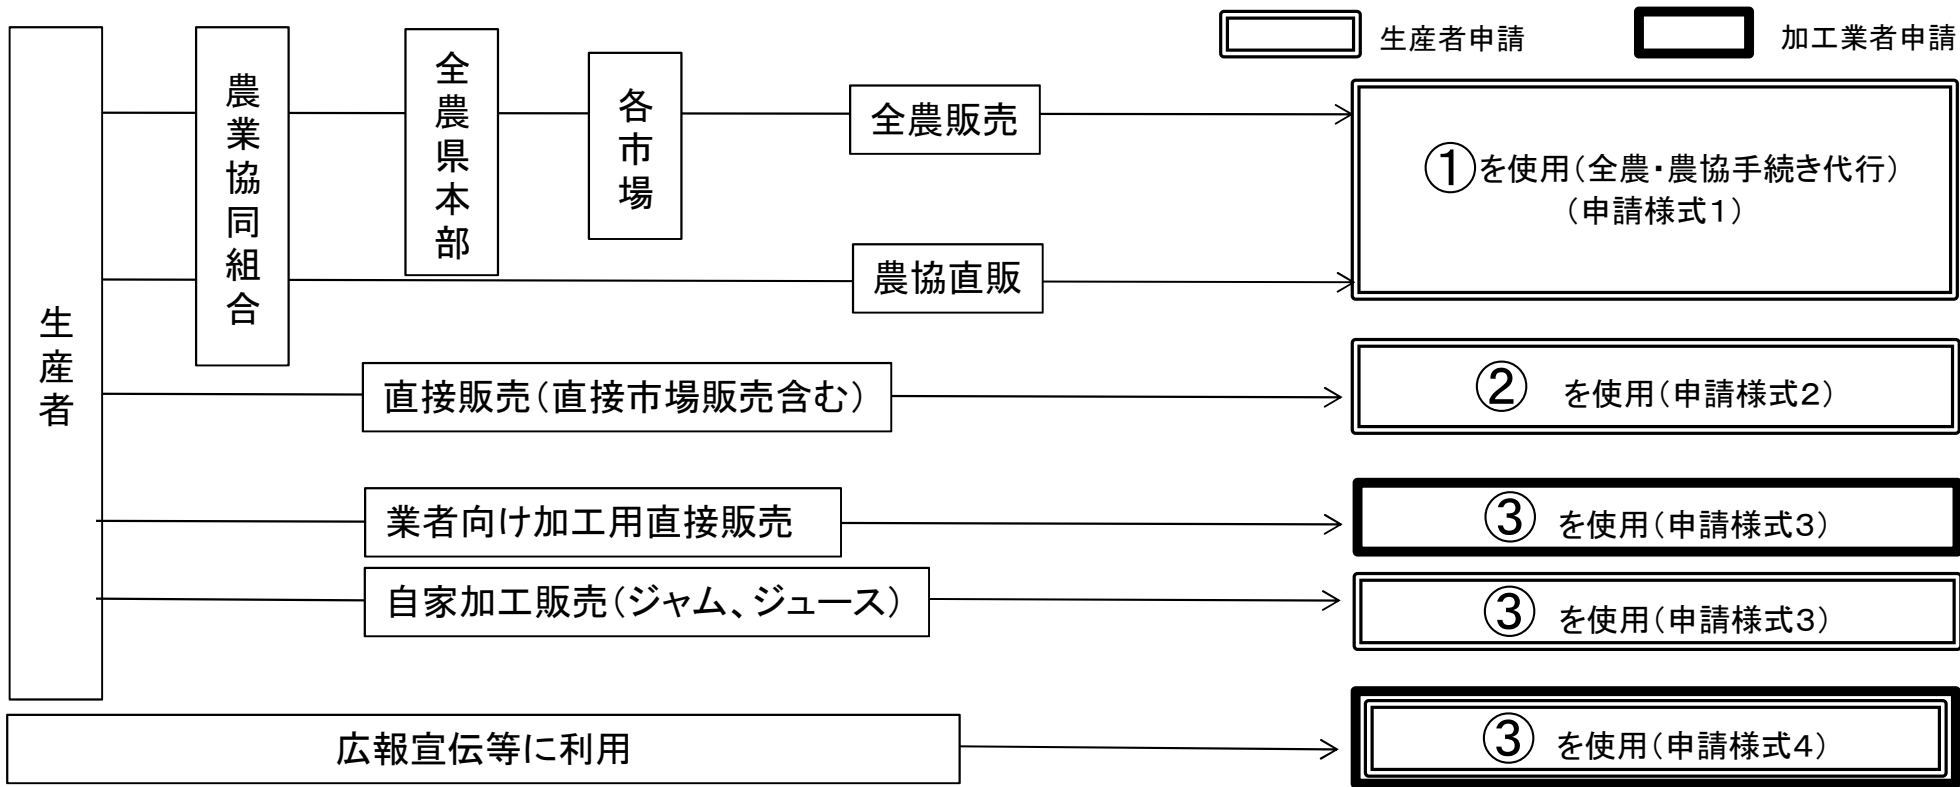 生産者申請
加工業者申請
生産者
農業協同組合
全農県本部
各市場
全農販売
①を使用(全農・農協手続き代行)
(申請様式1)
農協直販
直接販売(直接市場販売含む)
② を使用(申請様式2)
業者向け加工用直接販売
③ を使用(申請様式3)
自家加工販売(ジャム、ジュース)
③ を使用(申請様式3)
広報宣伝等に利用
③ を使用(申請様式4)